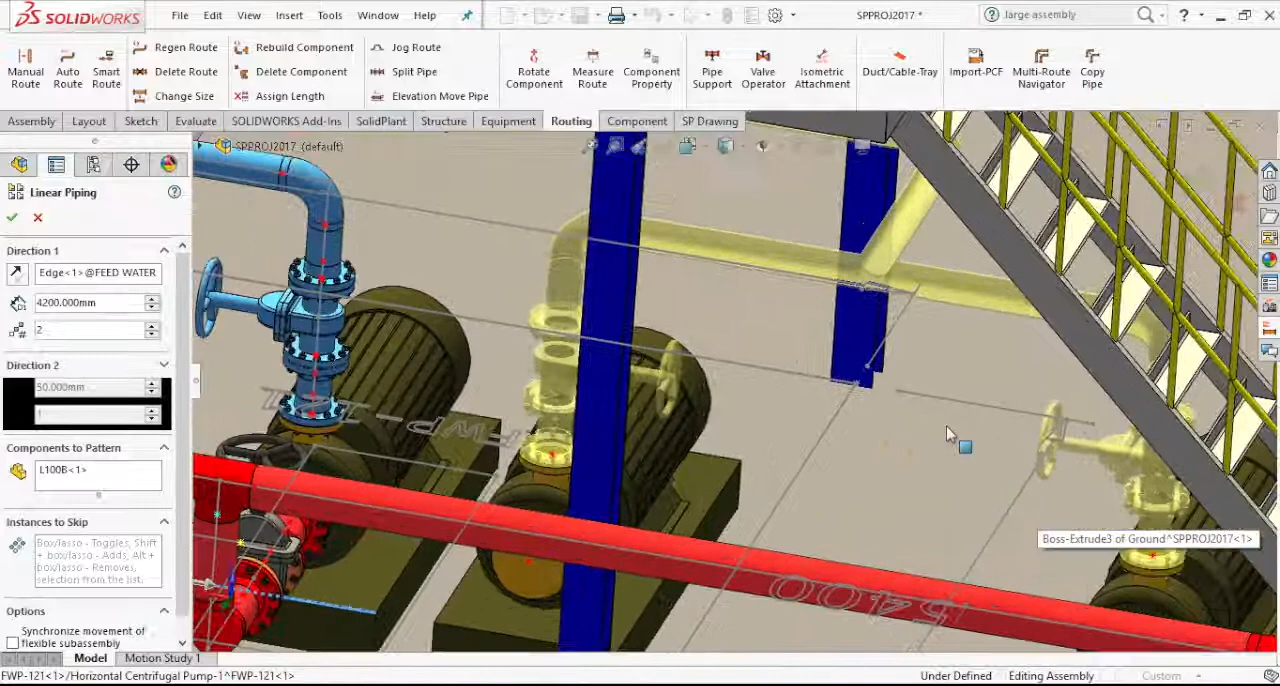 SOLIDWORKS File Edit View Insert Tools Window Help SPPROJ2017 * large assembly ?
Manual Route
Auto Route
Smart Route
Regen Route
Delete Route
Change Size
Rebuild Component
Delete Component
Assign Length
Jog Route
Split Pipe
Elevation Move Pipe
Rotate Component
Measure Route
Component Property
Pipe Support
Valve Operator
Isometric Attachment
Duct/Cable-Tray
Import-PCF
Multi-Route Navigator
Copy Pipe
Assembly Layout Sketch Evaluate SOLIDWORKS Add-Ins SolidPlant Structure Equipment Routing Component SP Drawing
SPPROJ2017 (default)
Linear Piping
Direction 1
Edge<1>@FEED WATER
4200.000mm
2
Direction 2
50.000mm
1
Components to Pattern
L100B<1>
Instances to Skip
Box/lasso - Toggles, Shift
+ box/lasso - Adds, Alt +
box/lasso - Removes,
selection from the list.
Options
Synchronize movement of
flexible subassembly
Boss-Extrude3 of Ground^SPPROJ2017<1>
Model Motion Study 1
FWP-121<1>/Horizontal Centrifugal Pump-1^FWP-121<1> Under Defined Editing Assembly Custom